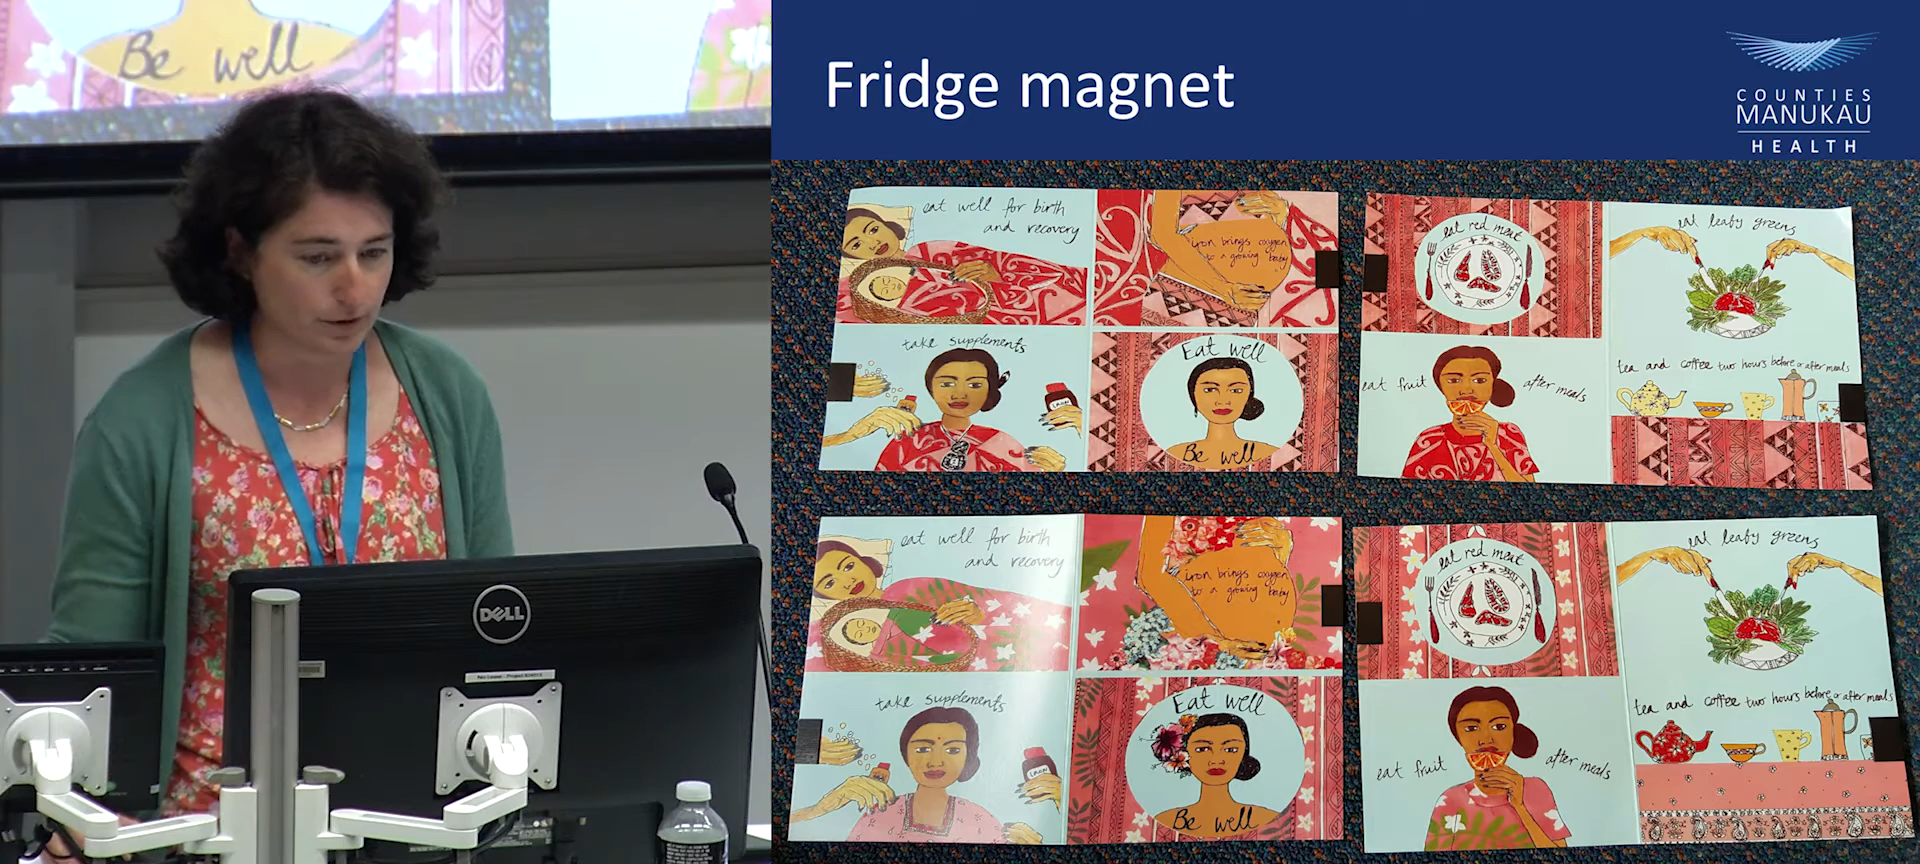 Be well
DELL
Fridge magnet
COUNTIES
MANUKAU
HEALTH
eat well for birth
and recovery
iron brings oxygen
to a growing baby
take supplements
IRON
Eat well
Be well
eat red meat
eat leafy greens
eat fruit
after meals
tea and coffee two hours before or after meals
eat well for birth
and recovery
iron brings oxygen
to a growing baby
take supplements
Eat well
Be well
eat red meat
eat leafy greens
eat fruit
after meals
tea and coffee two hours before or after meals